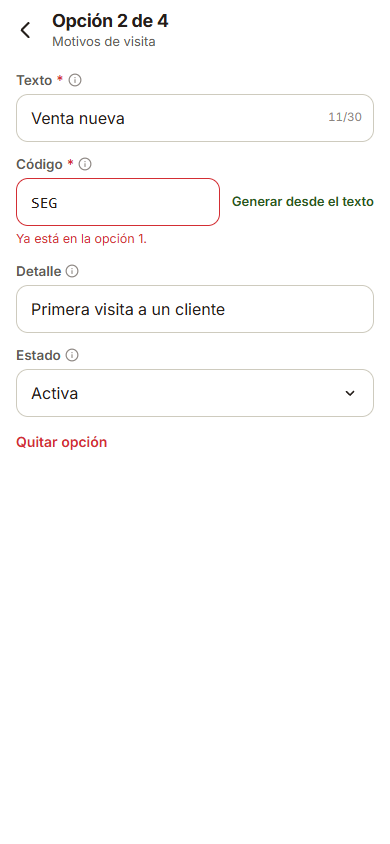 Opción 2 de 4
Motivos de visita
Texto *
Venta nueva 11/30
Código *
SEG Generar desde el texto
Ya está en la opción 1.
Detalle
Primera visita a un cliente
Estado
Activa
Quitar opción